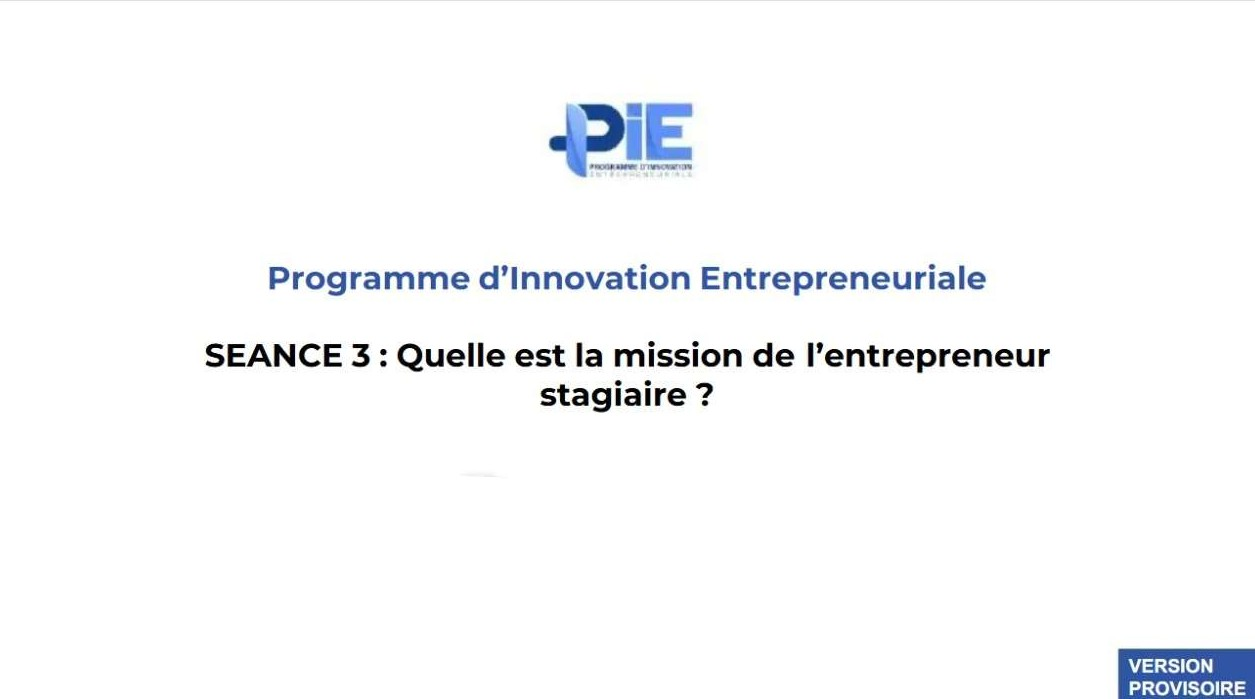 PiE
PROGRAMME D'INNOVATION
ENTREPRENEURIALE
Programme d’Innovation Entrepreneuriale
SEANCE 3 : Quelle est la mission de l’entrepreneur
stagiaire ?
VERSION
PROVISOIRE